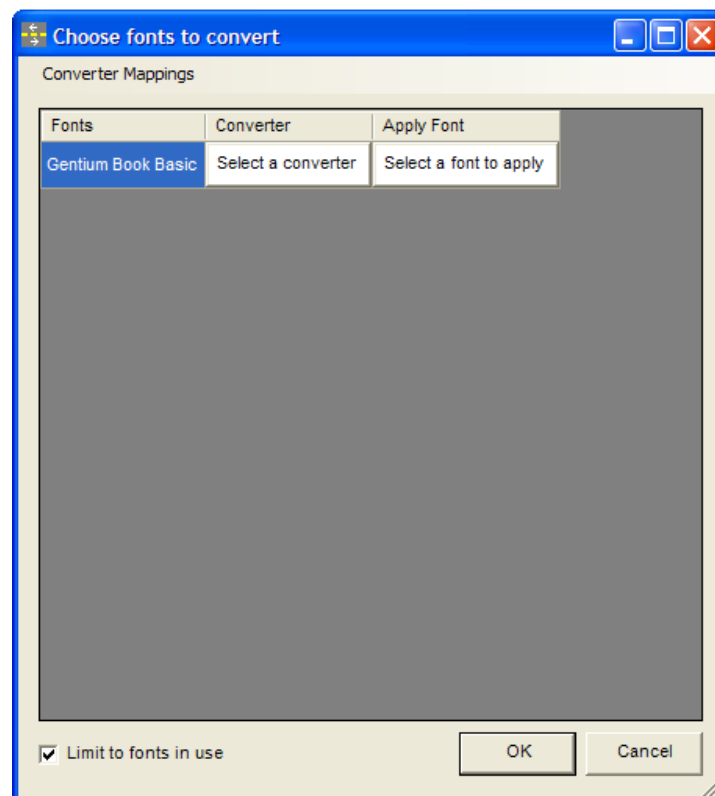 Choose fonts to convert
Converter Mappings
Fonts Converter Apply Font
Gentium Book Basic Select a converter Select a font to apply
Limit to fonts in use OK Cancel